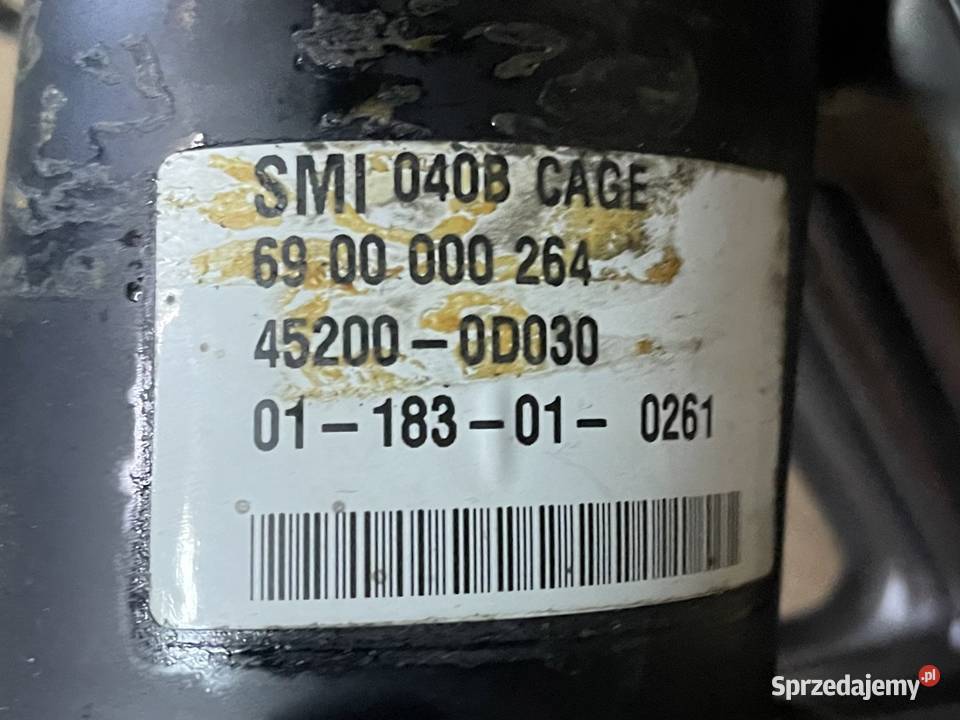 SMI 040B CAGE
69 00 000 264
45200-0D030
01-183-01- 0261
Sprzedajemy.pl